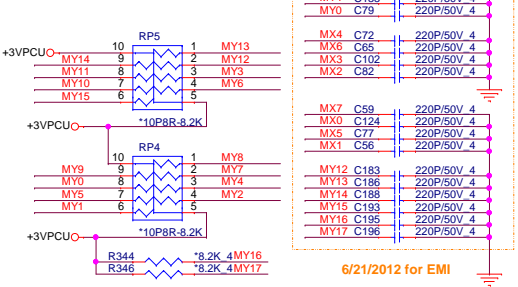 MY0 C79 220P/50V_4
RP5
+3VPCU 10 1 MY13
MY14 9 2 MY12
MY11 8 3 MY3
MY10 7 4 MY6
MY15 6 5
+3VPCU *10P8R-8.2K
RP4
10 1 MY8
MY9 9 2 MY7
MY0 8 3 MY4
MY5 7 4 MY2
MY1 6 5
+3VPCU *10P8R-8.2K
R344 *8.2K_4 MY16
R346 *8.2K_4 MY17
MX4 C72 220P/50V_4
MX6 C65 220P/50V_4
MX3 C102 220P/50V_4
MX2 C82 220P/50V_4
MX7 C59 220P/50V_4
MX0 C124 220P/50V_4
MX5 C77 220P/50V_4
MX1 C56 220P/50V_4
MY12 C183 220P/50V_4
MY13 C186 220P/50V_4
MY14 C188 220P/50V_4
MY15 C193 220P/50V_4
MY16 C195 220P/50V_4
MY17 C196 220P/50V_4
6/21/2012 for EMI